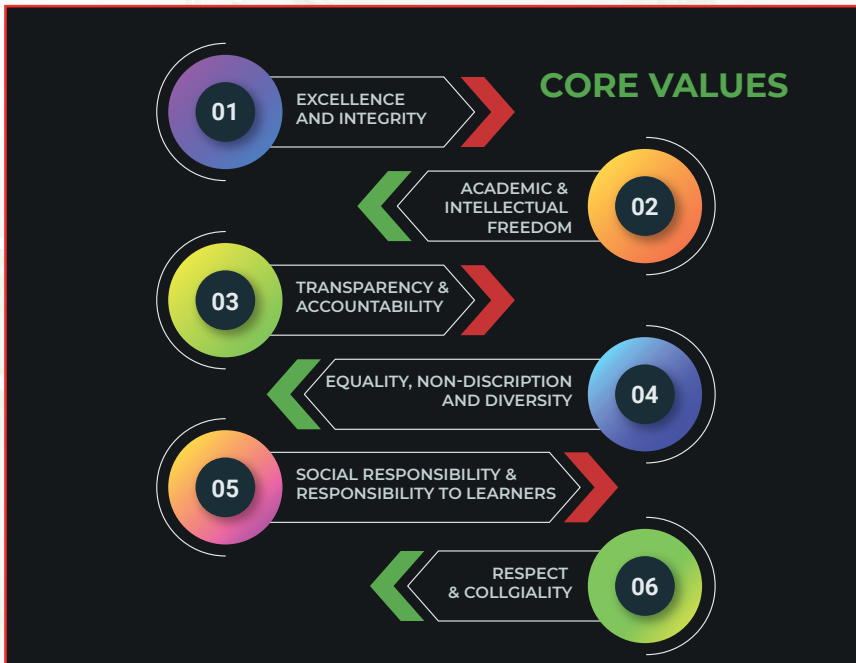 CORE VALUES
01
EXCELLENCE
AND INTEGRITY
ACADEMIC &
INTELLECTUAL
FREEDOM
02
03
TRANSPARENCY &
ACCOUNTABILITY
EQUALITY, NON-DISCRIPTION
AND DIVERSITY
04
05
SOCIAL RESPONSIBILITY &
RESPONSIBILITY TO LEARNERS
RESPECT
& COLLGIALITY
06